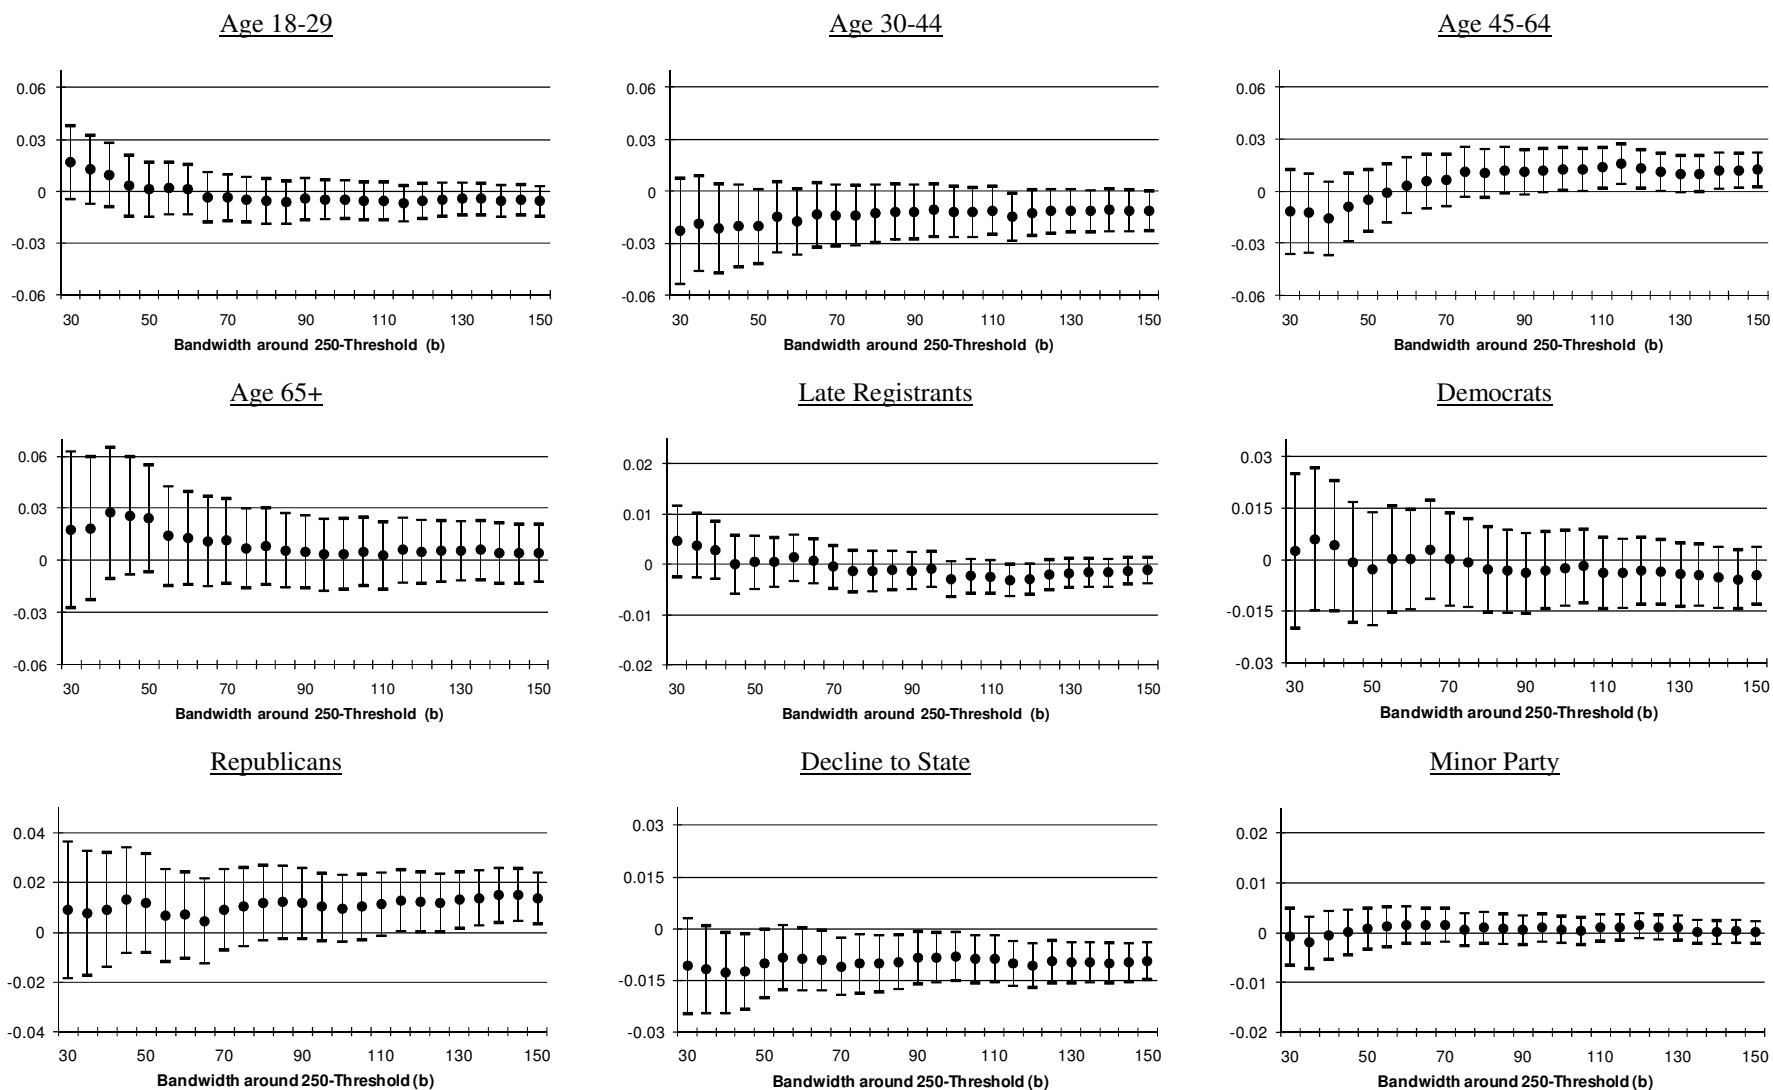 Age 18-29
Age 30-44
Age 45-64
0.06
0.03
0
-0.03
-0.06
30 50 70 90 110 130 150
Bandwidth around 250-Threshold (b)
0.06
0.03
0
-0.03
-0.06
30 50 70 90 110 130 150
Bandwidth around 250-Threshold (b)
0.06
0.03
0
-0.03
-0.06
30 50 70 90 110 130 150
Bandwidth around 250-Threshold (b)
Age 65+
Late Registrants
Democrats
0.06
0.03
0
-0.03
-0.06
30 50 70 90 110 130 150
Bandwidth around 250-Threshold (b)
0.02
0.01
0
-0.01
-0.02
30 50 70 90 110 130 150
Bandwidth around 250-Threshold (b)
0.03
0.015
0
-0.015
-0.03
30 50 70 90 110 130 150
Bandwidth around 250-Threshold (b)
Republicans
Decline to State
Minor Party
0.04
0.02
0
-0.02
-0.04
30 50 70 90 110 130 150
Bandwidth around 250-Threshold (b)
0.03
0.015
0
-0.015
-0.03
30 50 70 90 110 130 150
Bandwidth around 250-Threshold (b)
0.02
0.01
0
-0.01
-0.02
30 50 70 90 110 130 150
Bandwidth around 250-Threshold (b)